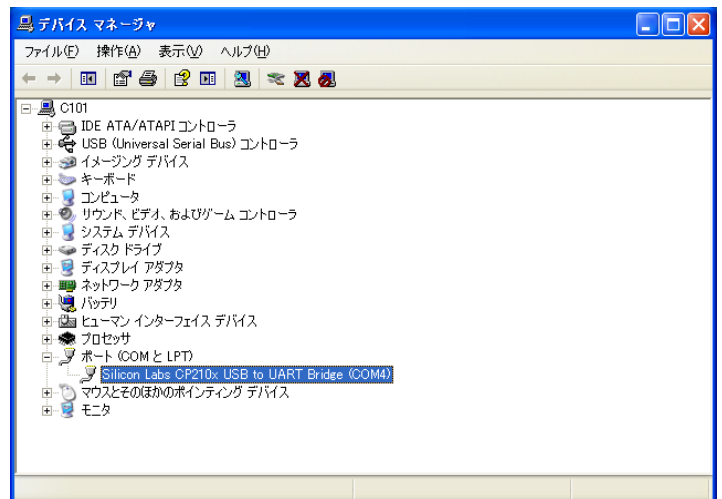 デバイス マネージャ
ファイル(F) 操作(A) 表示(V) ヘルプ(H)
C101
IDE ATA/ATAPI コントローラ
USB (Universal Serial Bus) コントローラ
イメージング デバイス
キーボード
コンピュータ
サウンド、ビデオ、およびゲーム コントローラ
システム デバイス
ディスク ドライブ
ディスプレイ アダプタ
ネットワーク アダプタ
バッテリ
ヒューマン インターフェイス デバイス
プロセッサ
ポート (COM と LPT)
Silicon Labs CP210x USB to UART Bridge (COM4)
マウスとそのほかのポインティング デバイス
モニタ